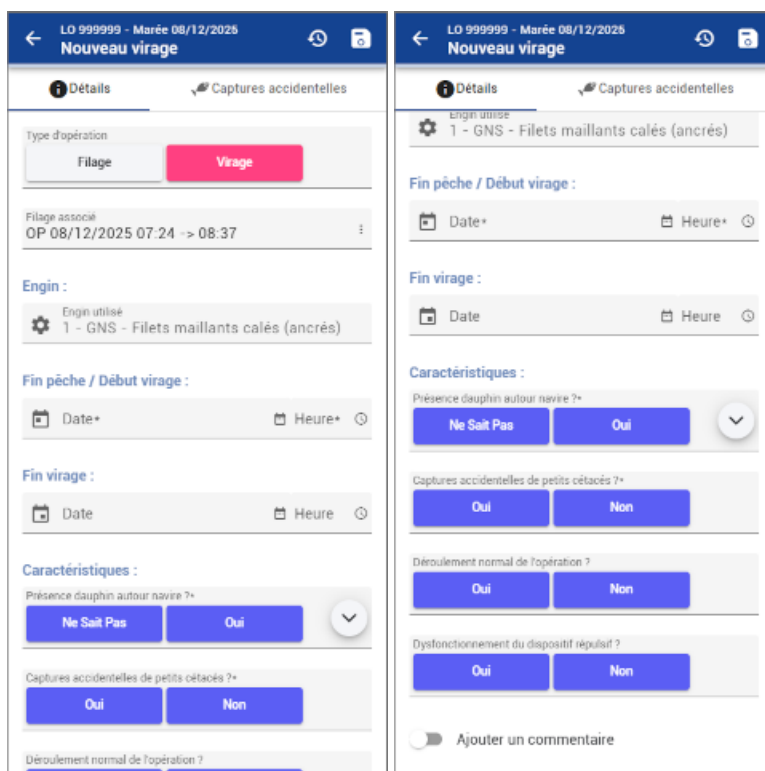 LO 999999 - Marée 08/12/2025
Nouveau virage
Détails
Captures accidentelles
Type d'opération
Filage
Virage
Filage associé
OP 08/12/2025 07:24 -> 08:37
Engin :
Engin utilisé
1 - GNS - Filets maillants calés (ancrés)
Fin pêche / Début virage :
Date*
Heure*
Fin virage :
Date
Heure
Caractéristiques :
Présence dauphin autour navire ?*
Ne Sait Pas
Oui
Captures accidentelles de petits cétacés ?*
Oui
Non
Déroulement normal de l'opération ?
LO 999999 - Marée 08/12/2025
Nouveau virage
Détails
Captures accidentelles
Engin utilisé
1 - GNS - Filets maillants calés (ancrés)
Fin pêche / Début virage :
Date*
Heure*
Fin virage :
Date
Heure
Caractéristiques :
Présence dauphin autour navire ?*
Ne Sait Pas
Oui
Captures accidentelles de petits cétacés ?*
Oui
Non
Déroulement normal de l'opération ?
Oui
Non
Dysfonctionnement du dispositif répulsif ?
Oui
Non
Ajouter un commentaire